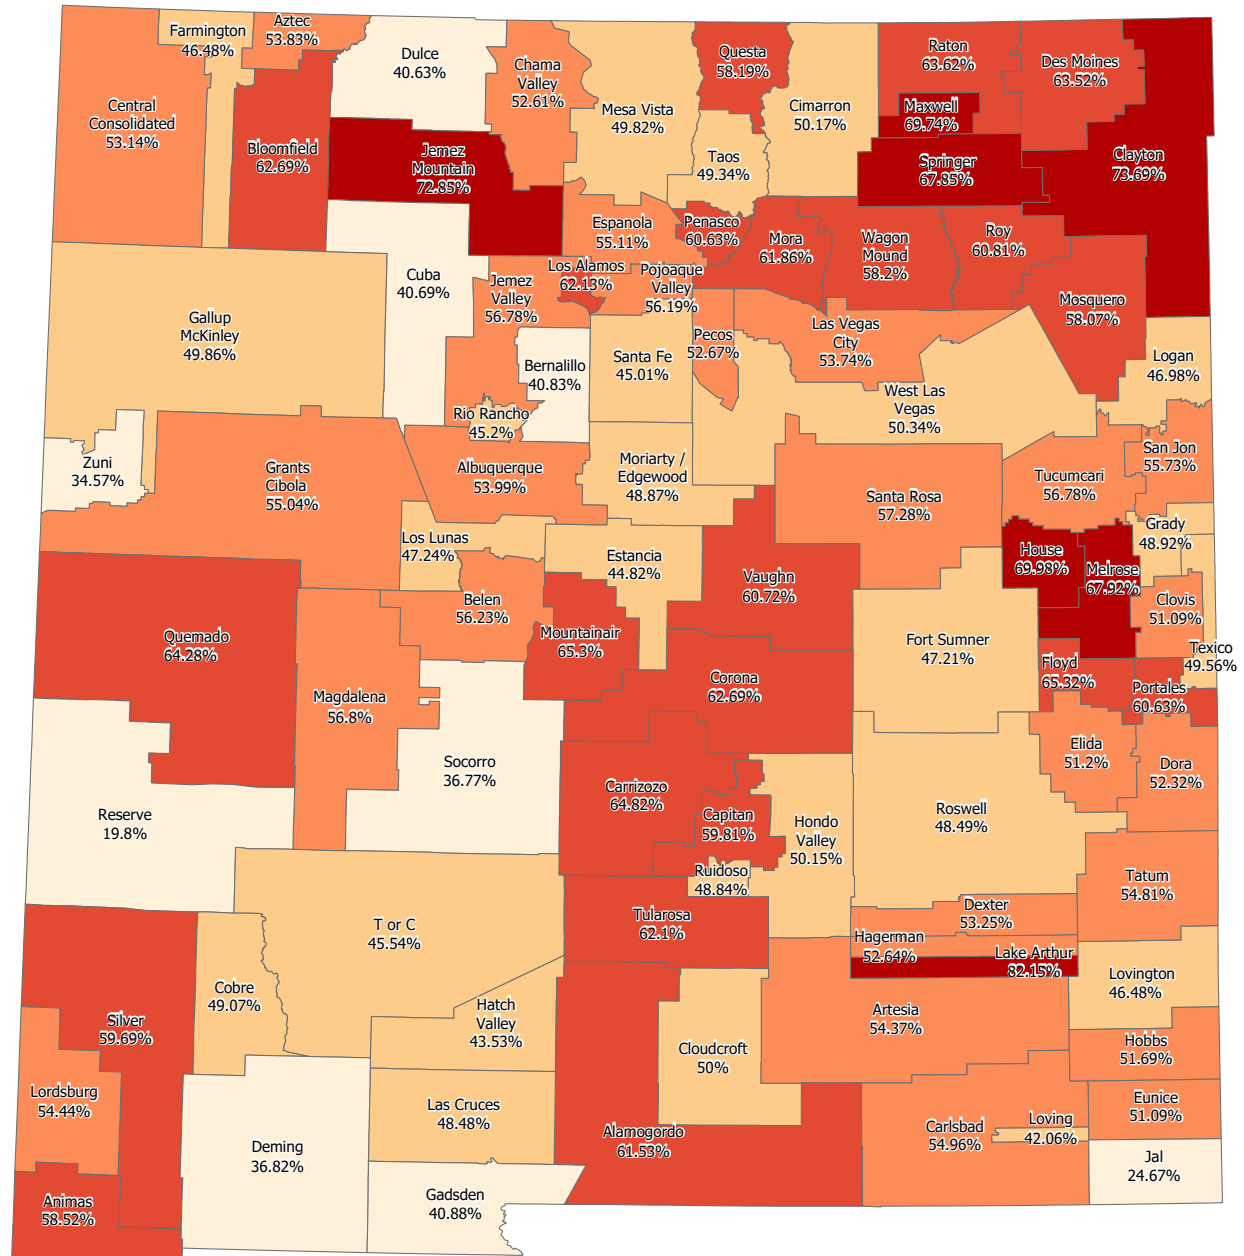 Farmington
46.48%
Aztec
53.83%
Dulce
40.63%
Chama
Valley
52.61%
Mesa Vista
49.82%
Questa
58.19%
Cimarron
50.17%
Raton
63.62%
Des Moines
63.52%
Central
Consolidated
53.14%
Bloomfield
62.69%
Jemez
Mountain
72.85%
Taos
49.34%
Maxwell
69.74%
Springer
67.85%
Clayton
73.69%
Espanola
55.11%
Penasco
60.63%
Mora
61.86%
Wagon
Mound
58.2%
Roy
60.81%
Cuba
40.69%
Jemez
Valley
56.78%
Los Alamos
62.13%
Pojoaque
Valley
56.19%
Mosquero
58.07%
Gallup
McKinley
49.86%
Bernalillo
40.83%
Santa Fe
45.01%
Pecos
52.67%
Las Vegas
City
53.74%
Logan
46.98%
Rio Rancho
45.2%
West Las
Vegas
50.34%
Zuni
34.57%
Grants
Cibola
55.04%
Albuquerque
53.99%
Moriarty /
Edgewood
48.87%
Santa Rosa
57.28%
Tucumcari
56.78%
San Jon
55.73%
Los Lunas
47.24%
Estancia
44.82%
Vaughn
60.72%
House
69.98%
Melrose
67.92%
Grady
48.92%
Clovis
51.09%
Texico
49.56%
Quemado
64.28%
Belen
56.23%
Mountainair
65.3%
Fort Sumner
47.21%
Floyd
65.32%
Portales
60.63%
Magdalena
56.8%
Corona
62.69%
Elida
51.2%
Dora
52.32%
Socorro
36.77%
Reserve
19.8%
Carrizozo
64.82%
Capitan
59.81%
Hondo
Valley
50.15%
Roswell
48.49%
Ruidoso
48.84%
Tatum
54.81%
T or C
45.54%
Tularosa
62.1%
Dexter
53.25%
Hagerman
52.64%
Lake Arthur
82.15%
Lovington
46.48%
Cobre
49.07%
Silver
59.69%
Hatch
Valley
43.53%
Artesia
54.37%
Cloudcroft
50%
Hobbs
51.69%
Lordsburg
54.44%
Las Cruces
48.48%
Alamogordo
61.53%
Carlsbad
54.96%
Loving
42.06%
Eunice
51.09%
Deming
36.82%
Jal
24.67%
Animas
58.52%
Gadsden
40.88%